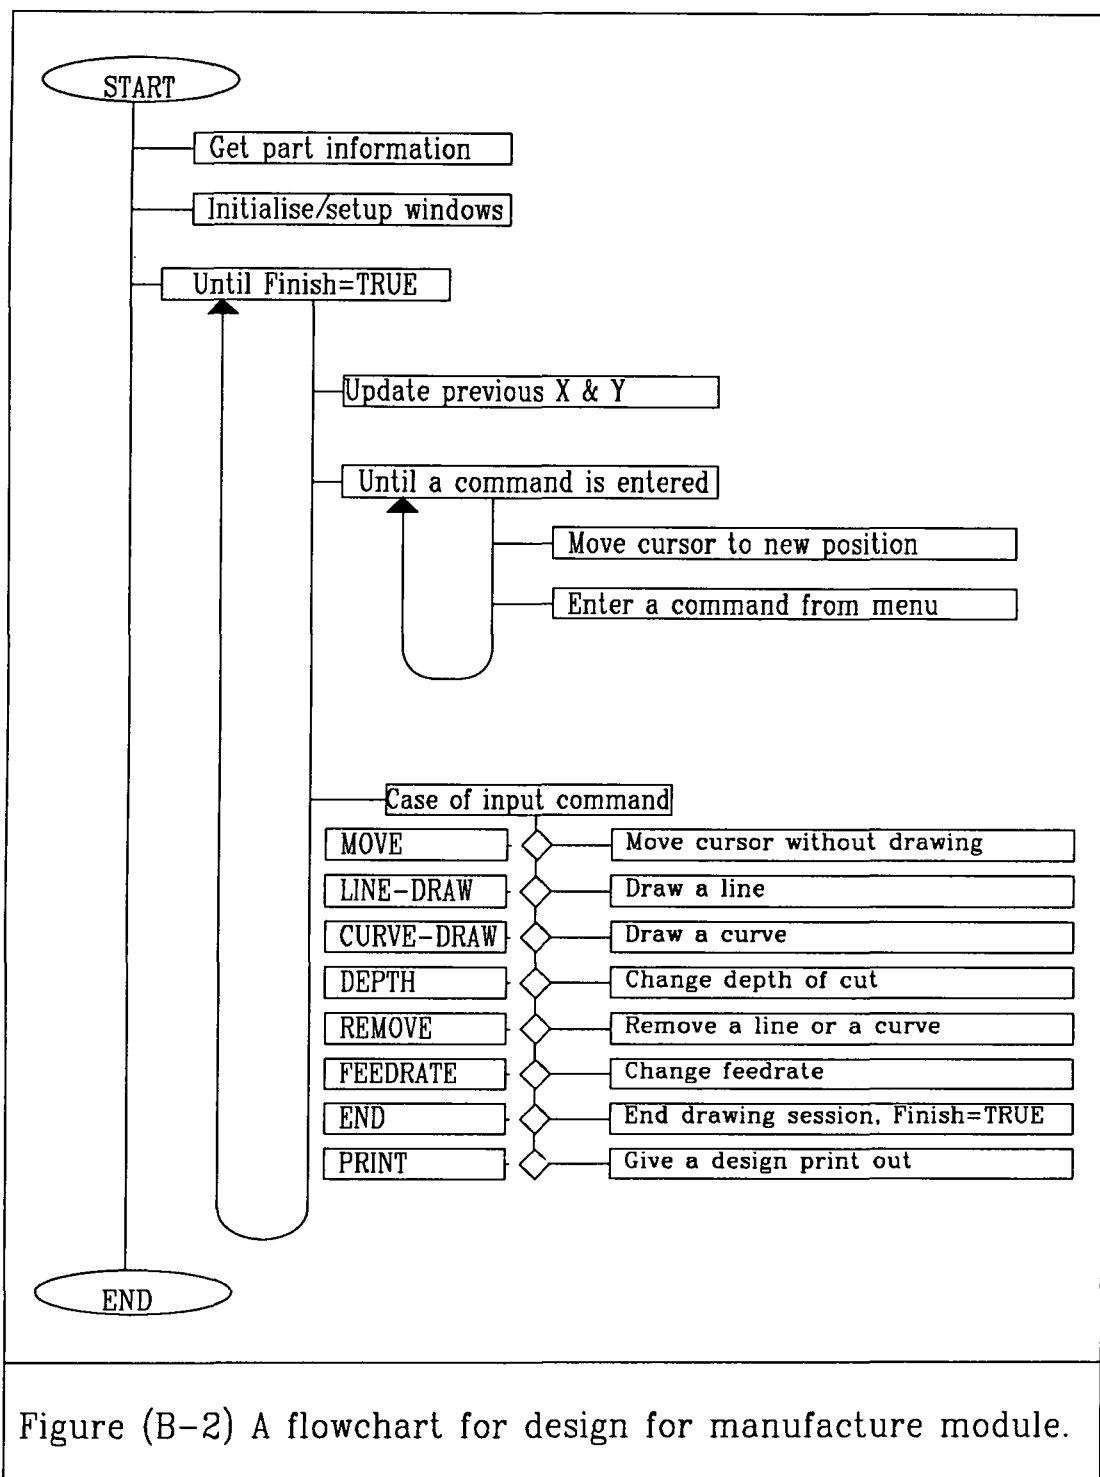 START
Get part information
Initialise/setup windows
Until Finish=TRUE
Update previous X & Y
Until a command is entered
Move cursor to new position
Enter a command from menu
Case of input command
MOVE
Move cursor without drawing
LINE-DRAW
Draw a line
CURVE-DRAW
Draw a curve
DEPTH
Change depth of cut
REMOVE
Remove a line or a curve
FEEDRATE
Change feedrate
END
End drawing session, Finish=TRUE
PRINT
Give a design print out
END
Figure (B-2) A flowchart for design for manufacture module.